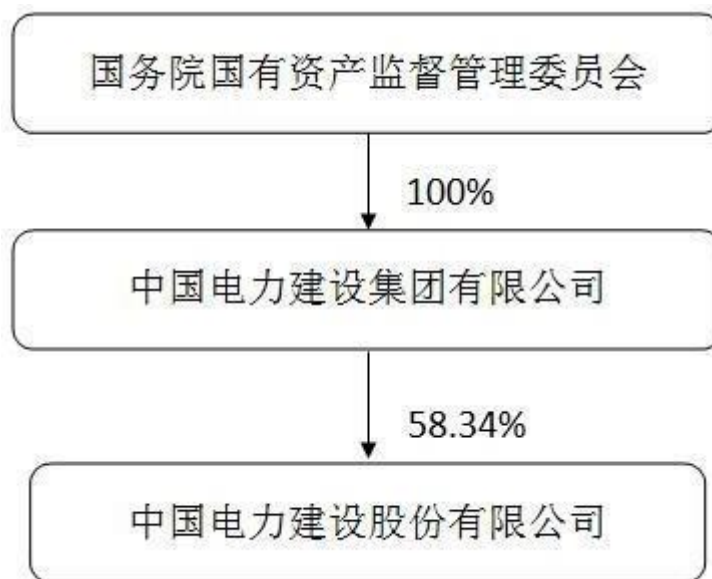 国务院国有资产监督管理委员会
100%
中国电力建设集团有限公司
58.34%
中国电力建设股份有限公司